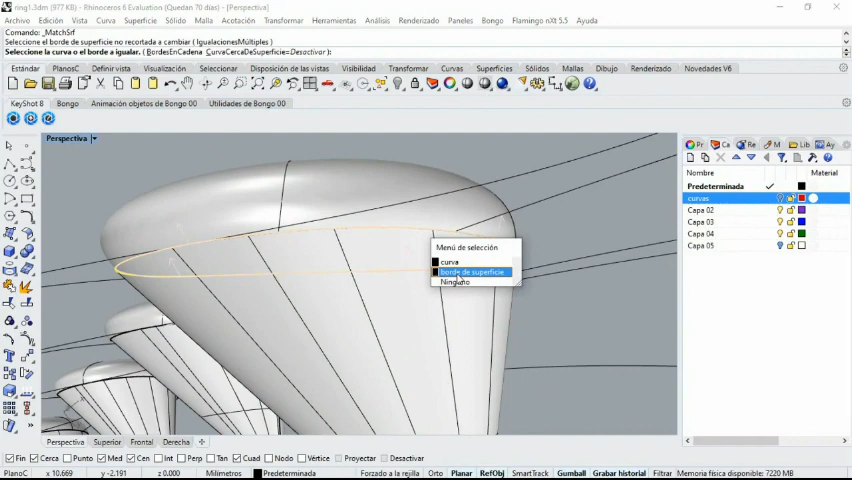 ring1.3dm (977 KB) - Rhinoceros 6 Evaluation (Quedan 70 días) - [Perspectiva]
Archivo Edición Vista Curva Superficie Sólido Malla Acotación Transformar Herramientas Análisis Renderizado Paneles Bongo Flamingo nXt 5.5 Ayuda
Comando: _MatchSrf
Seleccione el borde de superficie no recortada a cambiar ( IgualacionesMúltiples )
Seleccione la curva o el borde a igualar. ( BordesEnCadena CurvaCercaDeSuperficie=Desactivar):
Estándar PlanosC Definir vista Visualización Seleccionar Disposición de las vistas Visibilidad Transformar Curvas Superficies Sólidos Mallas Dibujo Renderizado Novedades V6
KeyShot 8 Bongo Animación objetos de Bongo 00 Utilidades de Bongo 00
Perspectiva
Menú de selección
curva
borde de superficie
Ninguno
Pr Ca Re M Lib Ay
Nombre Material
Predeterminada
curvas
Capa 02
Capa 03
Capa 04
Capa 05
Perspectiva Superior Frontal Derecha
Fin Cerca Punto Med Cen Int Perp Tan Cuad Nodo Vértice Proyectar Desactivar
PlanoC x 10.669 y -2.191 z 0.000 Milímetros Predeterminada Forzado a la rejilla Orto Planar RefObj SmartTrack Gumball Grabar historial Filtrar Memoria física disponible: 7220 MB